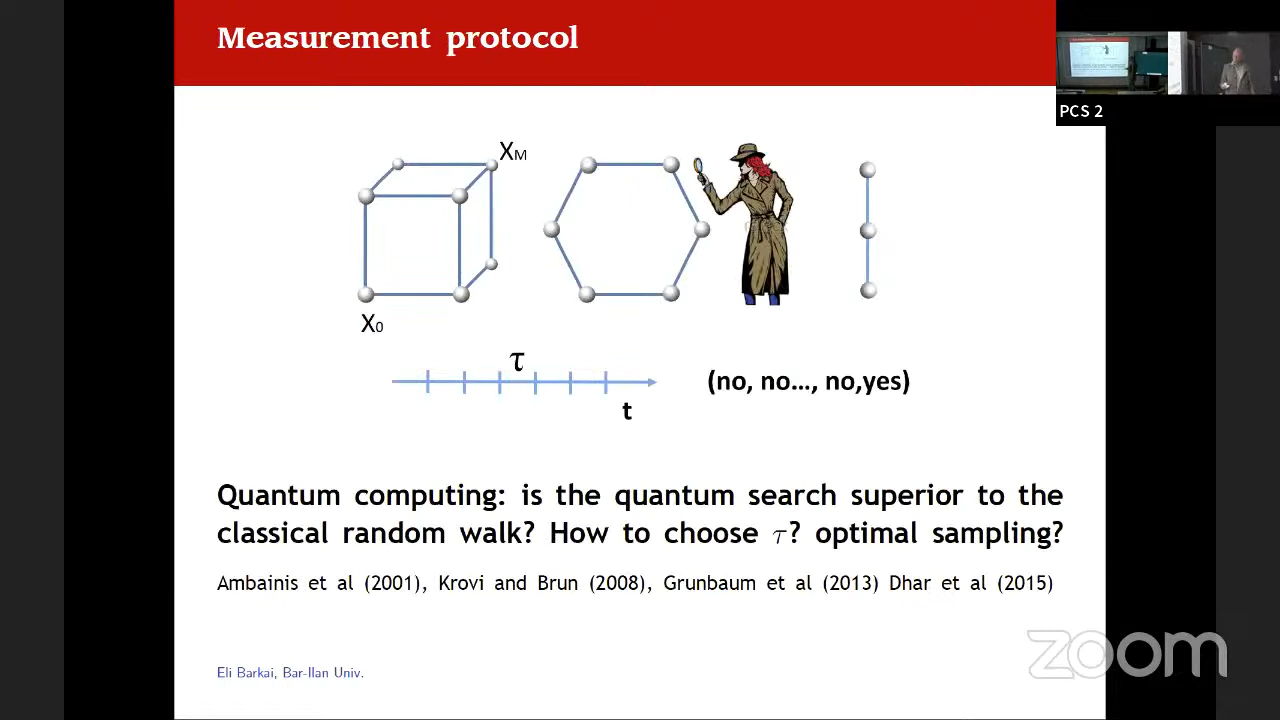 Measurement protocol
PCS 2
XM
X0
τ
t
(no, no..., no,yes)
Quantum computing: is the quantum search superior to the
classical random walk? How to choose τ? optimal sampling?
Ambainis et al (2001), Krovi and Brun (2008), Grunbaum et al (2013) Dhar et al (2015)
Eli Barkai, Bar-Ilan Univ.
zoom